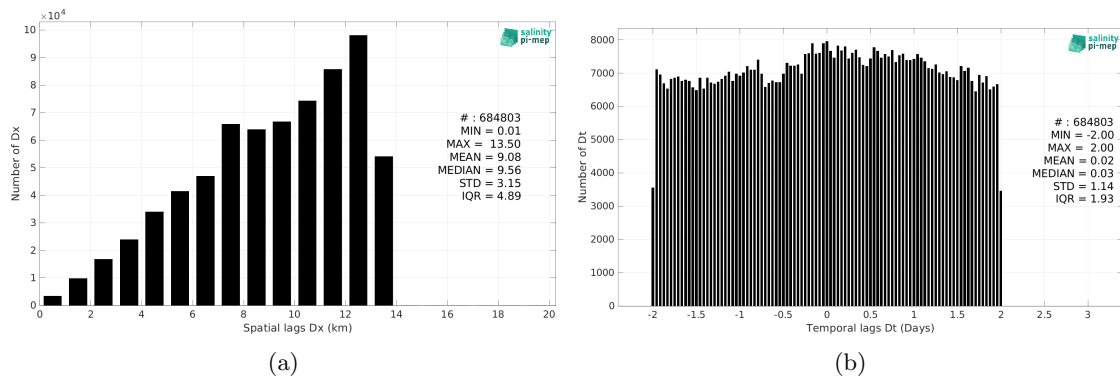 ×10⁴
10
9
8
7
6
5
4
3
2
1
0
0 2 4 6 8 10 12 14 16 18 20
Number of Dx
Spatial lags Dx (km)
salinity
pi-mep
# : 684803
MIN = 0.01
MAX = 13.50
MEAN = 9.08
MEDIAN = 9.56
STD = 3.15
IQR = 4.89
(a)
8000
7000
6000
5000
4000
3000
2000
1000
0
-2 -1.5 -1 -0.5 0 0.5 1 1.5 2 2.5 3
Number of Dt
Temporal lags Dt (Days)
salinity
pi-mep
# : 684803
MIN = -2.00
MAX = 2.00
MEAN = 0.02
MEDIAN = 0.03
STD = 1.14
IQR = 1.93
(b)